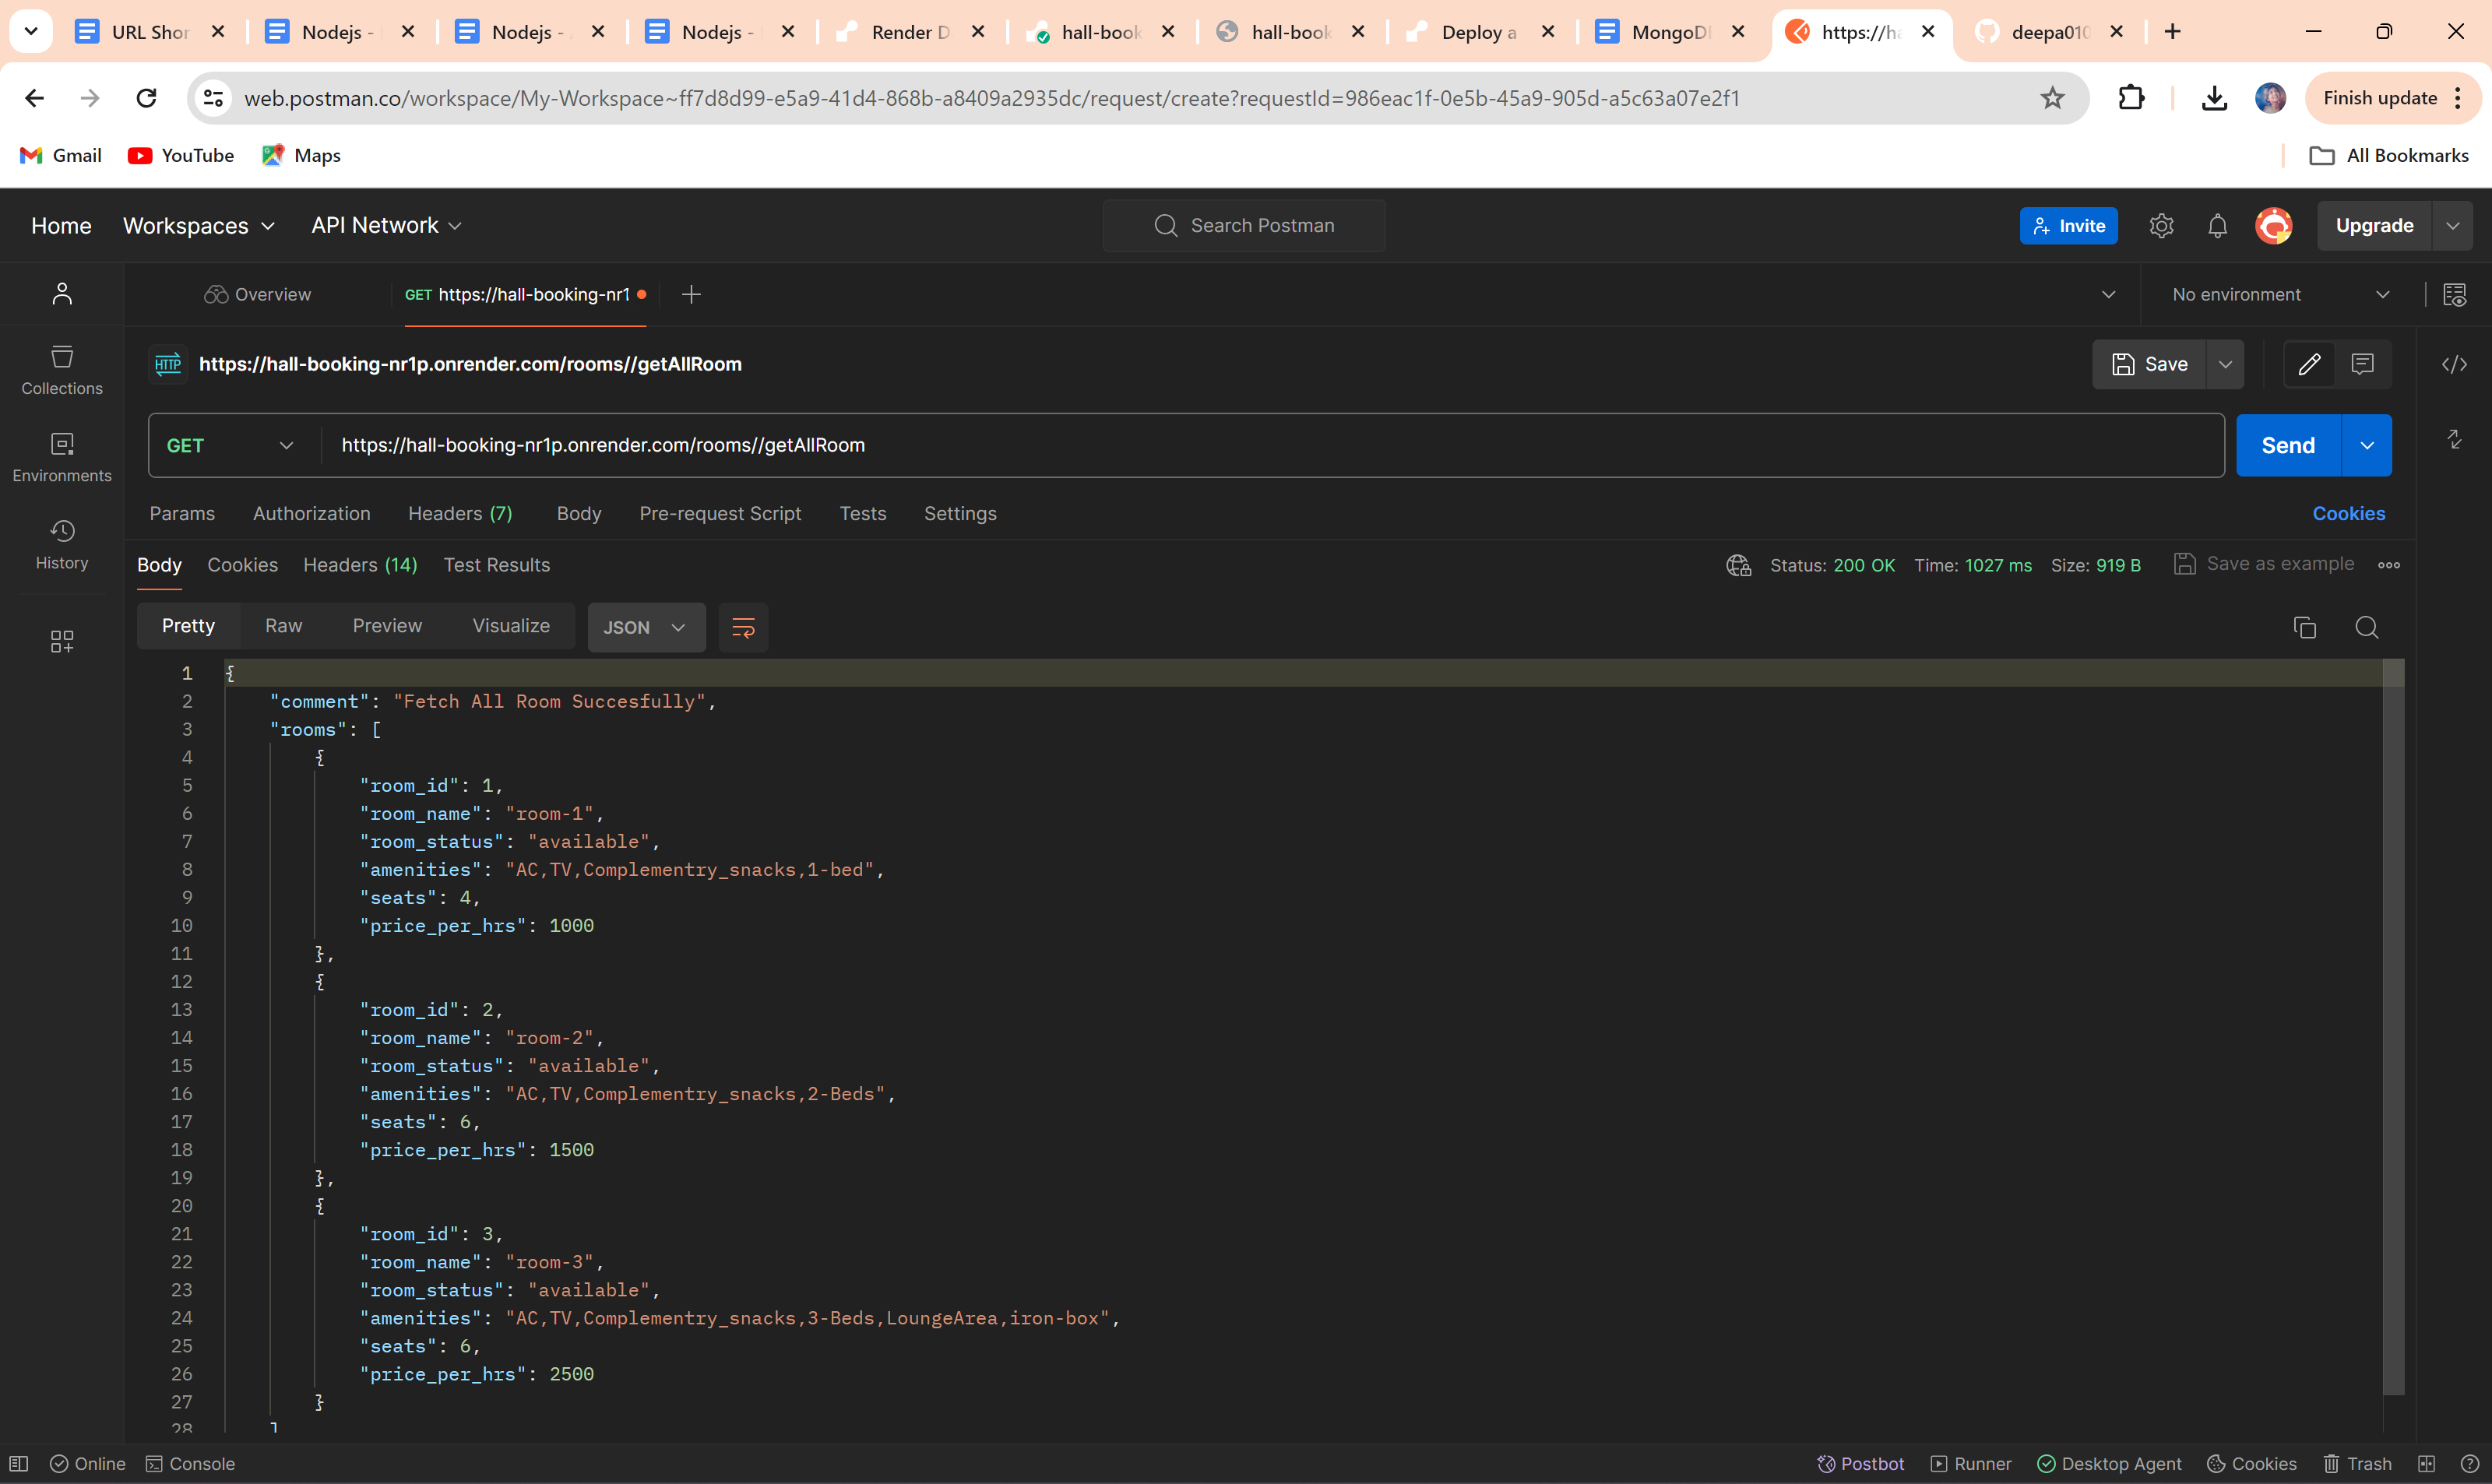 URL Shor
Nodejs -
Nodejs -
Nodejs -
Render D
hall-book
hall-book
Deploy a
MongoD
https://ha
deepa010
web.postman.co/workspace/My-Workspace~ff7d8d99-e5a9-41d4-868b-a8409a2935dc/request/create?requestId=986eac1f-0e5b-45a9-905d-a5c63a07e2f1
Finish update
Gmail
YouTube
Maps
All Bookmarks
Home
Workspaces
API Network
Search Postman
Invite
Upgrade
Overview
GET https://hall-booking-nr1
No environment
HTTP https://hall-booking-nr1p.onrender.com/rooms//getAllRoom
Save
Collections
Environments
History
GET
https://hall-booking-nr1p.onrender.com/rooms//getAllRoom
Send
Params Authorization Headers (7) Body Pre-request Script Tests Settings
Cookies
Body Cookies Headers (14) Test Results
Status: 200 OK Time: 1027 ms Size: 919 B
Save as example
Pretty Raw Preview Visualize JSON
1 {
2 "comment": "Fetch All Room Succesfully",
3 "rooms": [
4 {
5 "room_id": 1,
6 "room_name": "room-1",
7 "room_status": "available",
8 "amenities": "AC,TV,Complementry_snacks,1-bed",
9 "seats": 4,
10 "price_per_hrs": 1000
11 },
12 {
13 "room_id": 2,
14 "room_name": "room-2",
15 "room_status": "available",
16 "amenities": "AC,TV,Complementry_snacks,2-Beds",
17 "seats": 6,
18 "price_per_hrs": 1500
19 },
20 {
21 "room_id": 3,
22 "room_name": "room-3",
23 "room_status": "available",
24 "amenities": "AC,TV,Complementry_snacks,3-Beds,LoungeArea,iron-box",
25 "seats": 6,
26 "price_per_hrs": 2500
27 }
28 ]
Online
Console
Postbot
Runner
Desktop Agent
Cookies
Trash